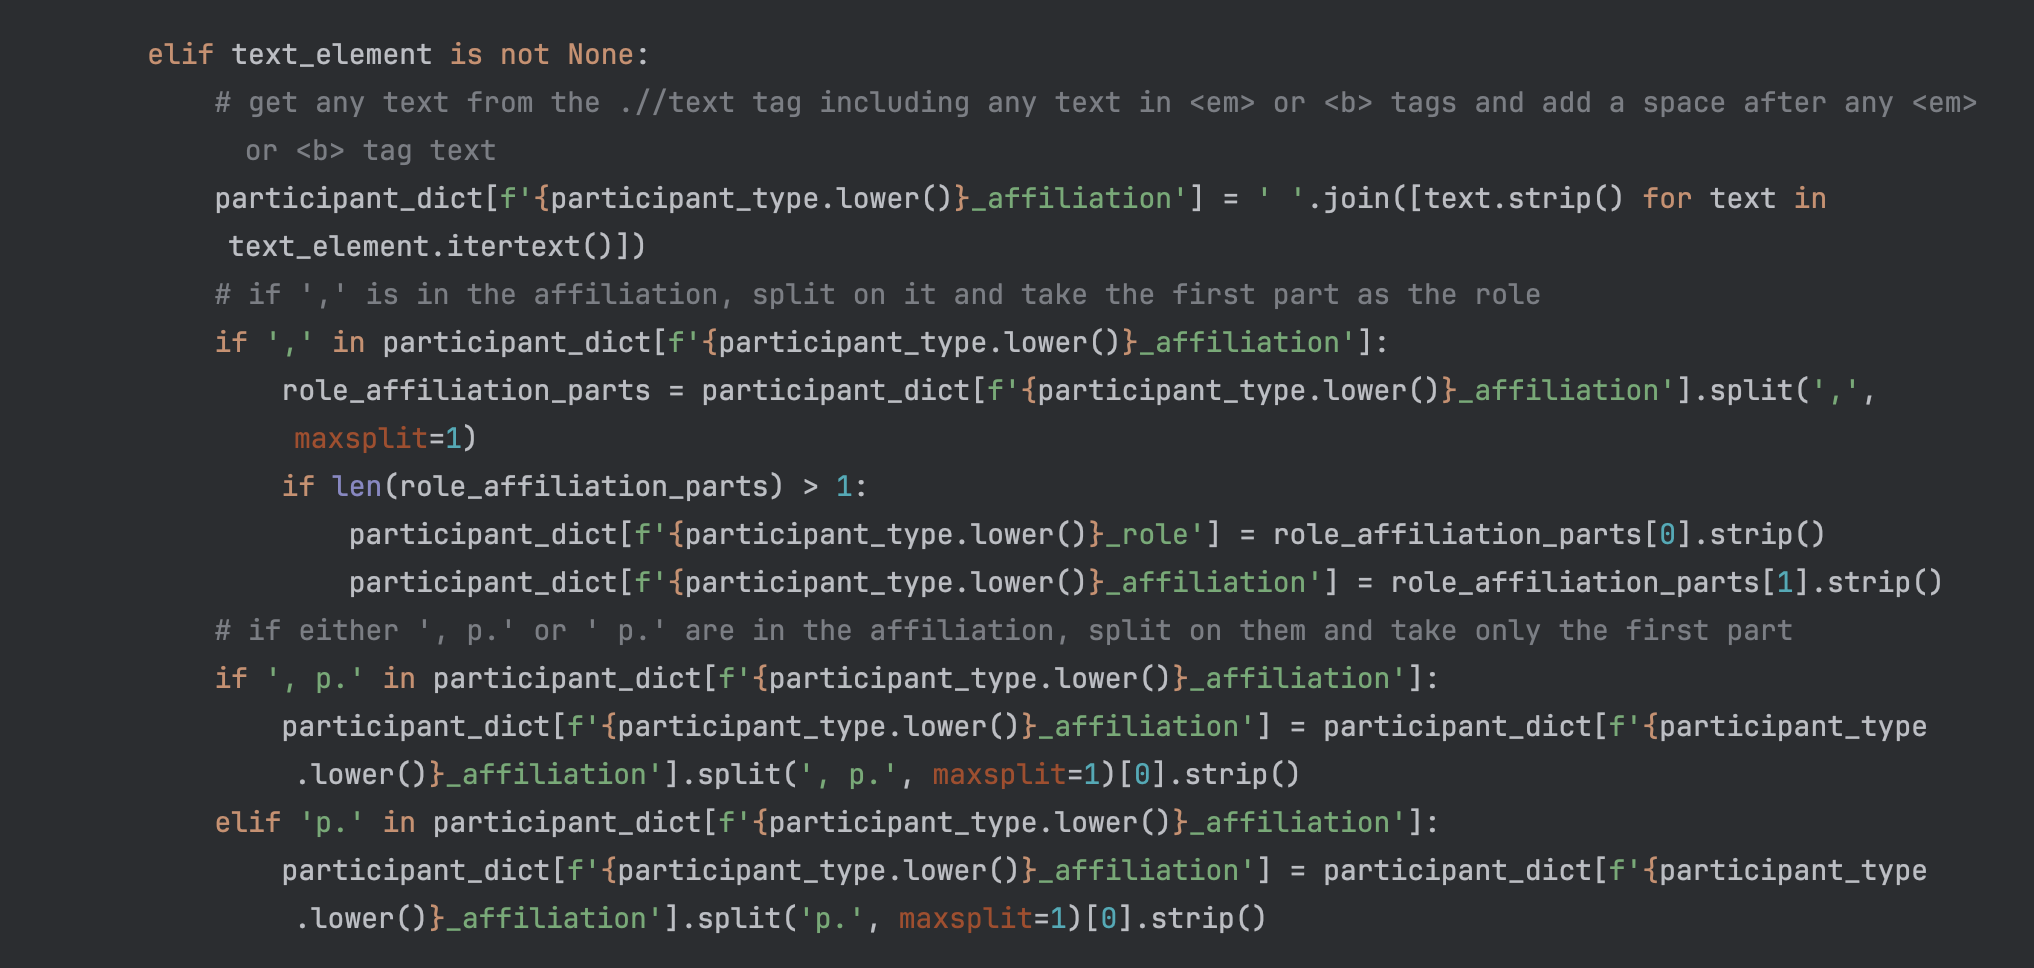 elif text_element is not None:
# get any text from the .//text tag including any text in <em> or <b> tags and add a space after any <em>
or <b> tag text
participant_dict[f'{participant_type.lower()}_affiliation'] = ' '.join([text.strip() for text in
text_element.itertext()])
# if ',' is in the affiliation, split on it and take the first part as the role
if ',' in participant_dict[f'{participant_type.lower()}_affiliation']:
role_affiliation_parts = participant_dict[f'{participant_type.lower()}_affiliation'].split(',',
maxsplit=1)
if len(role_affiliation_parts) > 1:
participant_dict[f'{participant_type.lower()}_role'] = role_affiliation_parts[0].strip()
participant_dict[f'{participant_type.lower()}_affiliation'] = role_affiliation_parts[1].strip()
# if either ', p.' or ' p.' are in the affiliation, split on them and take only the first part
if ', p.' in participant_dict[f'{participant_type.lower()}_affiliation']:
participant_dict[f'{participant_type.lower()}_affiliation'] = participant_dict[f'{participant_type
.lower()}_affiliation'].split(', p.', maxsplit=1)[0].strip()
elif 'p.' in participant_dict[f'{participant_type.lower()}_affiliation']:
participant_dict[f'{participant_type.lower()}_affiliation'] = participant_dict[f'{participant_type
.lower()}_affiliation'].split('p.', maxsplit=1)[0].strip()